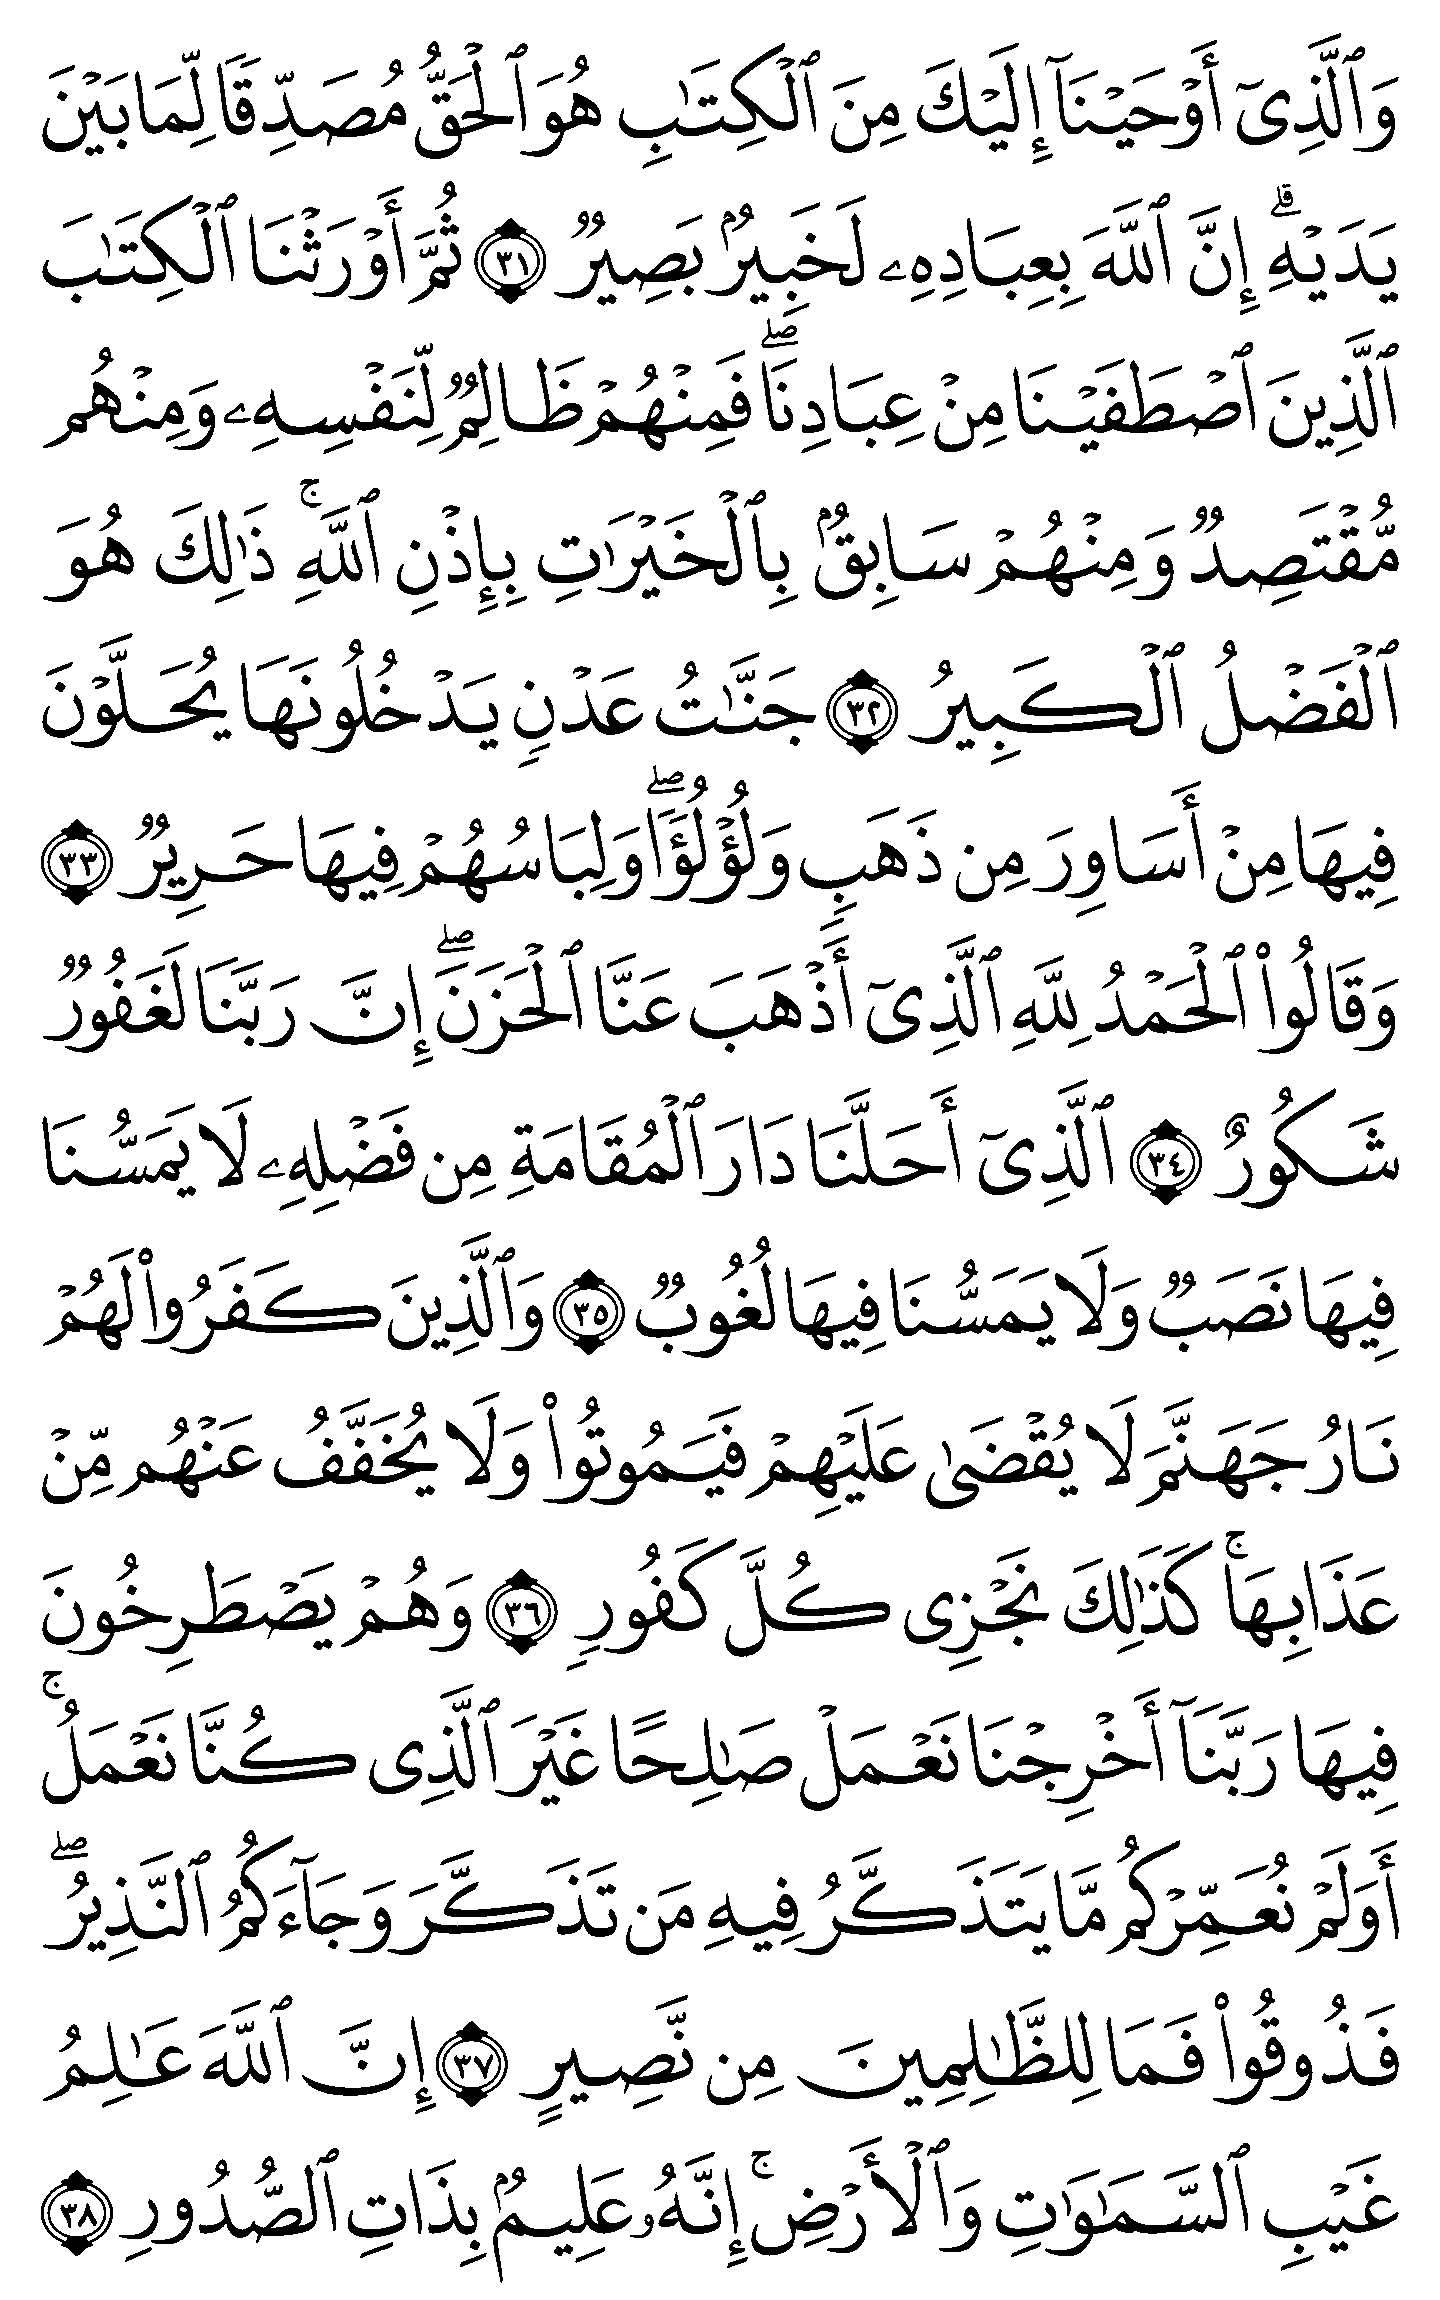 وَٱلَّذِىٓ أَوْحَيْنَآ إِلَيْكَ مِنَ ٱلْكِتَٰبِ هُوَ ٱلْحَقُّ مُصَدِّقًا لِّمَا بَيْنَ
يَدَيْهِ ۗ إِنَّ ٱللَّهَ بِعِبَادِهِۦ لَخَبِيرٌۢ بَصِيرٌ ٣١ ثُمَّ أَوْرَثْنَا ٱلْكِتَٰبَ
ٱلَّذِينَ ٱصْطَفَيْنَا مِنْ عِبَادِنَا ۖ فَمِنْهُمْ ظَالِمٌ لِّنَفْسِهِۦ وَمِنْهُم
مُّقْتَصِدٌ وَمِنْهُمْ سَابِقٌۢ بِٱلْخَيْرَٰتِ بِإِذْنِ ٱللَّهِ ۚ ذَٰلِكَ هُوَ
ٱلْفَضْلُ ٱلْكَبِيرُ ٣٢ جَنَّٰتُ عَدْنٍ يَدْخُلُونَهَا يُحَلَّوْنَ
فِيهَا مِنْ أَسَاوِرَ مِن ذَهَبٍ وَلُؤْلُؤًا ۖ وَلِبَاسُهُمْ فِيهَا حَرِيرٌ ٣٣
وَقَالُوا۟ ٱلْحَمْدُ لِلَّهِ ٱلَّذِىٓ أَذْهَبَ عَنَّا ٱلْحَزَنَ ۖ إِنَّ رَبَّنَا لَغَفُورٌ
شَكُورٌ ٣٤ ٱلَّذِىٓ أَحَلَّنَا دَارَ ٱلْمُقَامَةِ مِن فَضْلِهِۦ لَا يَمَسُّنَا
فِيهَا نَصَبٌ وَلَا يَمَسُّنَا فِيهَا لُغُوبٌ ٣٥ وَٱلَّذِينَ كَفَرُوا۟ لَهُمْ
نَارُ جَهَنَّمَ لَا يُقْضَىٰ عَلَيْهِمْ فَيَمُوتُوا۟ وَلَا يُخَفَّفُ عَنْهُم مِّنْ
عَذَابِهَا ۚ كَذَٰلِكَ نَجْزِى كُلَّ كَفُورٍ ٣٦ وَهُمْ يَصْطَرِخُونَ
فِيهَا رَبَّنَآ أَخْرِجْنَا نَعْمَلْ صَٰلِحًا غَيْرَ ٱلَّذِى كُنَّا نَعْمَلُ ۚ
أَوَلَمْ نُعَمِّرْكُم مَّا يَتَذَكَّرُ فِيهِ مَن تَذَكَّرَ وَجَآءَكُمُ ٱلنَّذِيرُ ۖ
فَذُوقُوا۟ فَمَا لِلظَّٰلِمِينَ مِن نَّصِيرٍ ٣٧ إِنَّ ٱللَّهَ عَٰلِمُ
غَيْبِ ٱلسَّمَٰوَٰتِ وَٱلْأَرْضِ ۚ إِنَّهُۥ عَلِيمٌۢ بِذَاتِ ٱلصُّدُورِ ٣٨